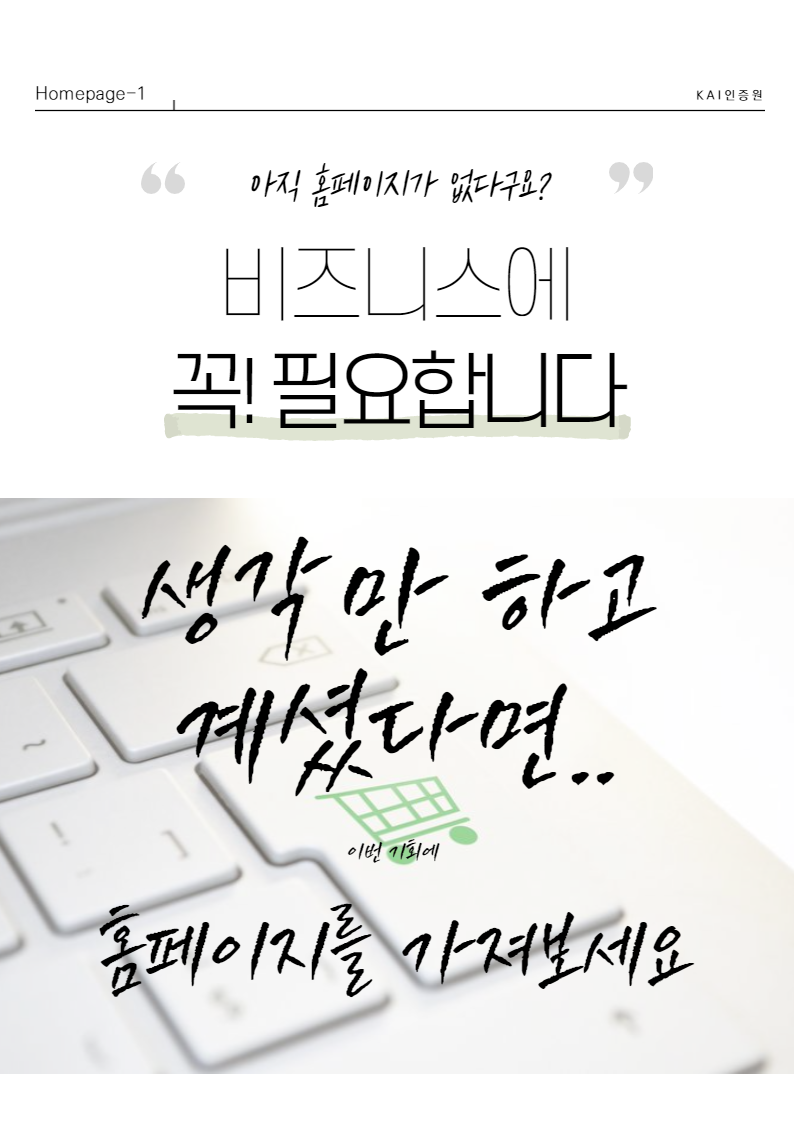 Homepage-1
KAI인증원
“ 아직 홈페이지가 없다구요? ”
비즈니스에
꼭! 필요합니다
생각만 하고
계셨다면..
이번 기회에
홈페이지를 가져보세요